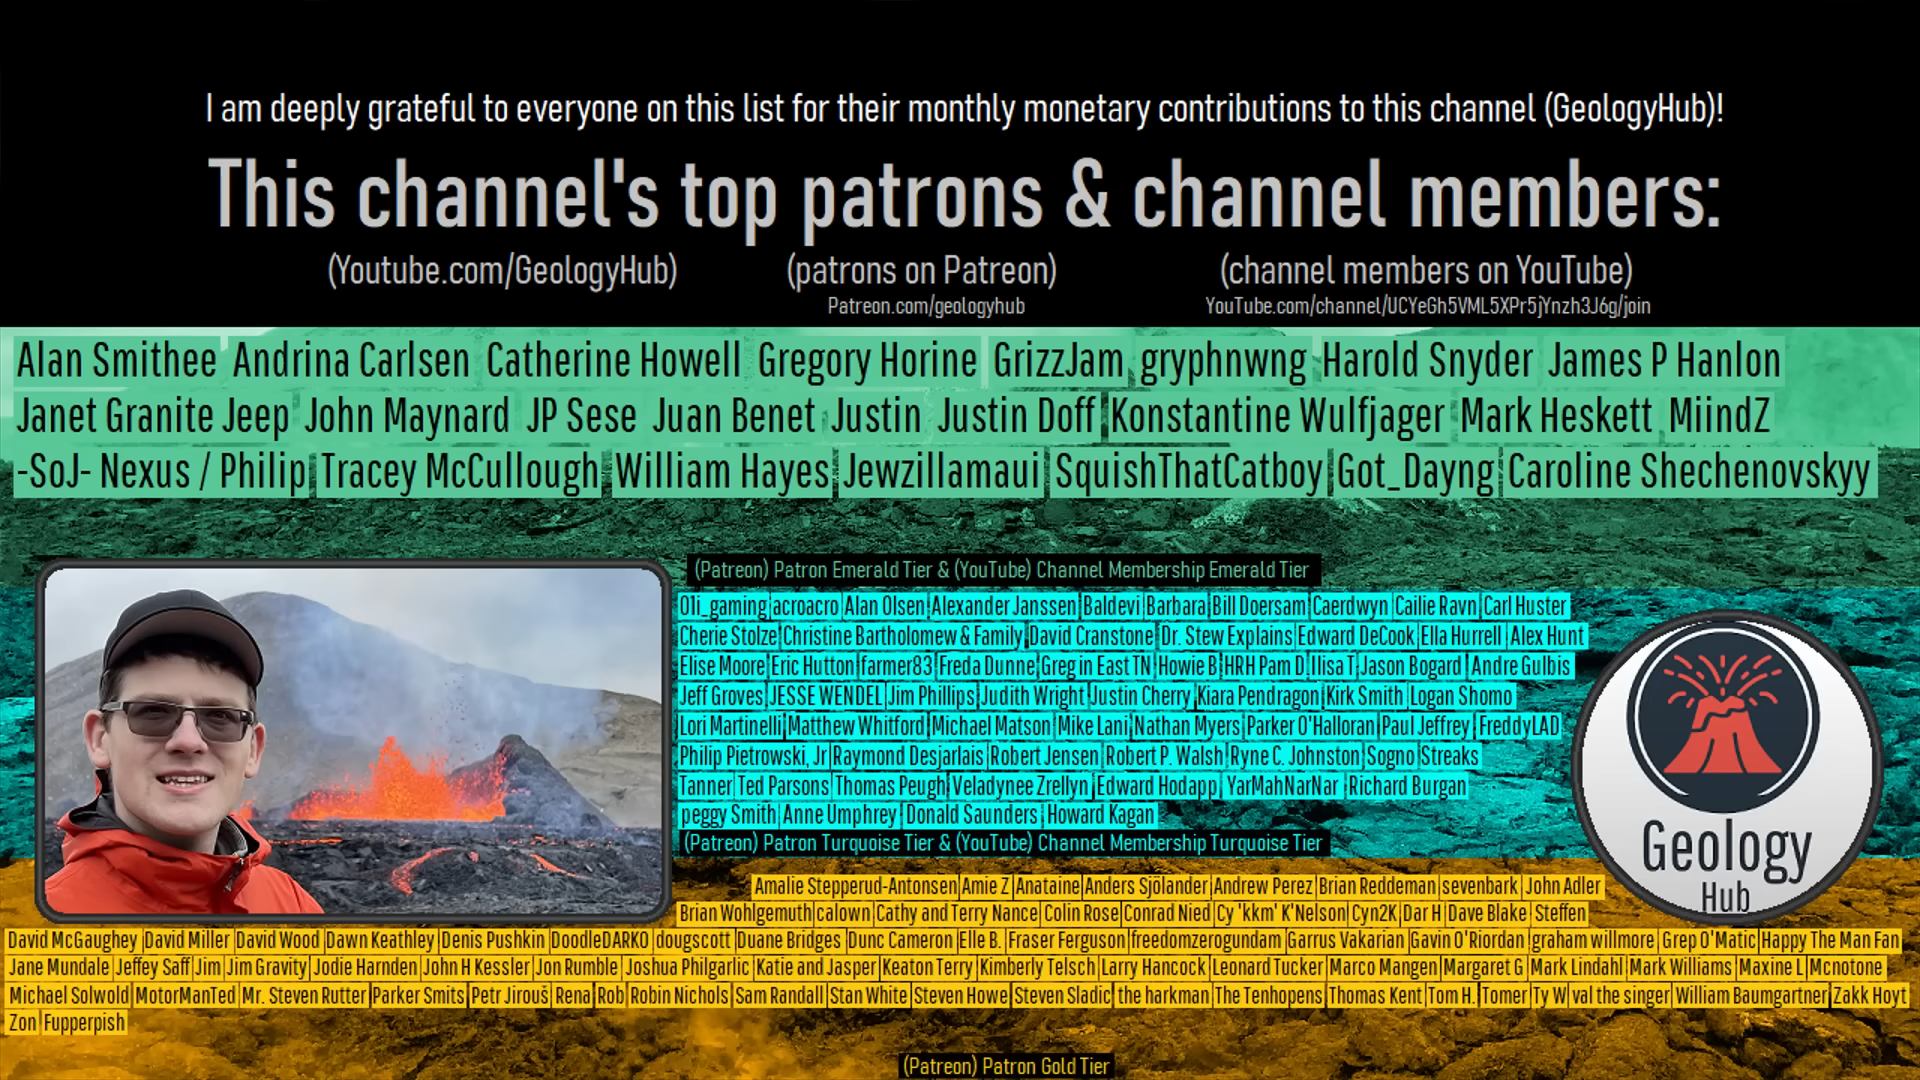 I am deeply grateful to everyone on this list for their monthly monetary contributions to this channel (GeologyHub)!
This channel's top patrons & channel members:
(Youtube.com/GeologyHub) (patrons on Patreon) (channel members on YouTube)
Patreon.com/geologyhub YouTube.com/channel/UCYeGh5VML5XPr5jYnzh3J6g/join
Alan Smithee Andrina Carlsen Catherine Howell Gregory Horine GrizzJam gryphnwng Harold Snyder James P Hanlon
Janet Granite Jeep John Maynard JP Sese Juan Benet Justin Justin Doff Konstantine Wulfjager Mark Heskett MiindZ
-SoJ- Nexus / Philip Tracey McCullough William Hayes Jewzillamaui SquishThatCatboy Got_Dayng Caroline Shechenovskyy
(Patreon) Patron Emerald Tier & (YouTube) Channel Membership Emerald Tier
01i_gaming acroacro Alan Olsen Alexander Janssen Baldevi Barbara Bill Doersam Caerdwyn Cailie Ravn Carl Huster
Cherie Stolze Christine Bartholomew & Family David Cranstone Dr. Stew Explains Edward DeCook Ella Hurrell Alex Hunt
Elise Moore Eric Hutton farmer83 Freda Dunne Greg in East TN Howie B HRH Pam D Ilisa T Jason Bogard Andre Gulbis
Jeff Groves JESSE WENDEL Jim Phillips Judith Wright Justin Cherry Kiara Pendragon Kirk Smith Logan Shomo
Lori Martinelli Matthew Whitford Michael Matson Mike Lani Nathan Myers Parker O'Halloran Paul Jeffrey FreddyLAD
Philip Pietrowski, Jr Raymond Desjarlais Robert Jensen Robert P. Walsh Ryne C. Johnston Sogno Streaks
Tanner Ted Parsons Thomas Peugh Veladynee Zrellyn Edward Hodapp YarMahNarNar Richard Burgan
peggy Smith Anne Umphrey Donald Saunders Howard Kagan
(Patreon) Patron Turquoise Tier & (YouTube) Channel Membership Turquoise Tier
Geology
Hub
Amalie Stepperud-Antonsen Amie Z Anataine Anders Sjölander Andrew Perez Brian Reddeman sevenbark John Adler
Brian Wohlgemuth calown Cathy and Terry Nance Colin Rose Conrad Nied Cy 'kkm' K'Nelson Cyn2K Dar H Dave Blake Steffen
David McGaughey David Miller David Wood Dawn Keathley Denis Pushkin DoodleDARKO dougscott Duane Bridges Dunc Cameron Elle B. Fraser Ferguson freedomzerogundam Garrus Vakarian Gavin O'Riordan graham willmore Grep O'Matic Happy The Man Fan
Jane Mundale Jeffey Saff Jim Jim Gravity Jodie Harnden John H Kessler Jon Rumble Joshua Philgarlic Katie and Jasper Keaton Terry Kimberly Telsch Larry Hancock Leonard Tucker Marco Mangen Margaret G Mark Lindahl Mark Williams Maxine L Mcnotone
Michael Solwold MotorManTed Mr. Steven Rutter Parker Smits Petr Jirouš Rena Rob Robin Nichols Sam Randall Stan White Steven Howe Steven Sladic the harkman The Tenhopens Thomas Kent Tom H. Tomer Ty W val the singer William Baumgartner Zakk Hoyt
Zon Fupperpish
(Patreon) Patron Gold Tier